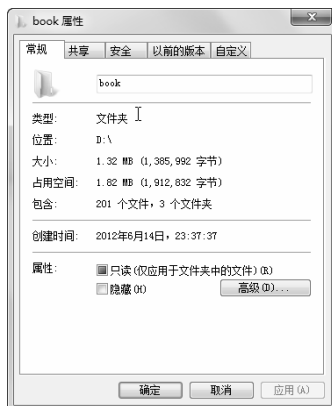 book 属性
常规 共享 安全 以前的版本 自定义
book
类型: 文件夹
位置: D:\
大小: 1.32 MB (1,385,992 字节)
占用空间: 1.82 MB (1,912,832 字节)
包含: 201 个文件，3 个文件夹
创建时间: 2012年6月14日，23:37:37
属性: 只读(仅应用于文件夹中的文件)(R)
隐藏(H) 高级(D)...
确定 取消 应用(A)